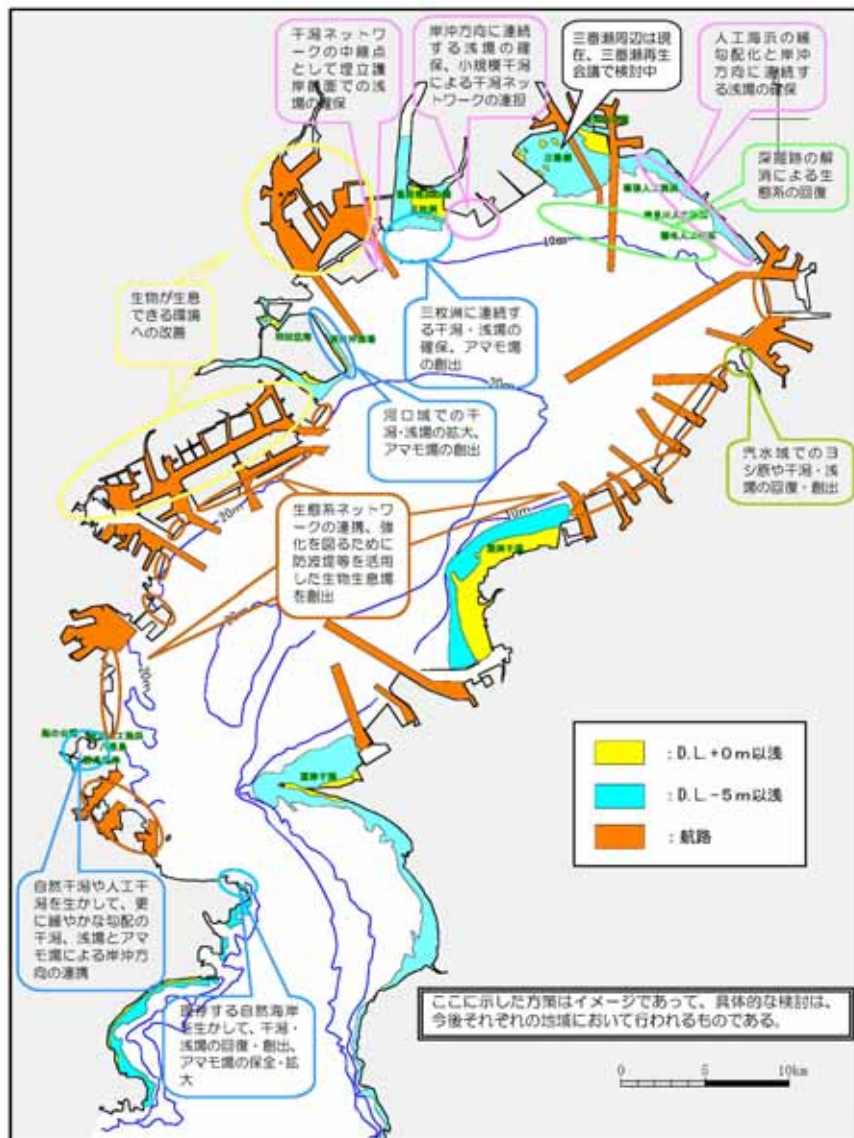 干潟ネットワ
ークの中継点
として埋立護
岸前面での浅
場の確保
岸沖方向に連続
する浅場の確
保、小規模干潟
による干潟ネッ
トワークの連担
三番瀬周辺は現
在、三番瀬再生
会議で検討中
人工海浜の緩
勾配化と岸沖
方向に連続す
る浅場の確保
深掘跡の解
消による生
態系の回復
10m
生物が生息
できる環境
への改善
三枚洲に連続す
る干潟・浅場の
確保、アマモ場
の創出
20m
河口域での干
潟・浅場の拡大、
アマモ場の創出
汽水域でのヨ
シ原や干潟・浅
場の回復・創出
20m
生態系ネットワ
ークの連携、強
化を図るために
防波堤等を活用
した生物生息場
を創出
20m
: D.L.+0m以浅
: D.L-5m以浅
: 航路
自然干潟や人工干
潟を生かして、更
に緩やかな勾配の
干潟、浅場とアマ
モ場による岸沖方
向の連携
する自然海岸
を生かして、干潟・
浅場の回復・創出、
アマモ場の保全・拡
大
ここに示した方策はイメージであって、具体的な検討は、
今後それぞれの地域において行われるものである。
0 5 10km